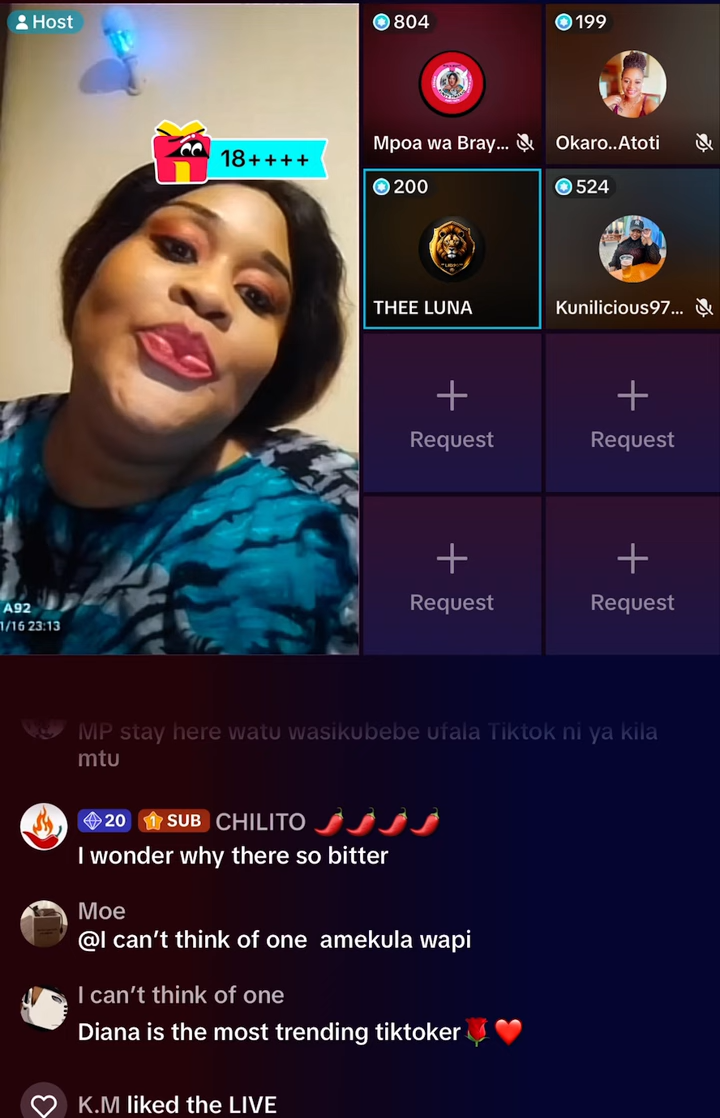 Host
18++++
A92
1/16 23:13
804
Mpoa wa Bray...
199
Okaro..Atoti
200
THEE LUNA
524
Kunilicious97...
Request
Request
Request
Request
MP stay here watu wasikubebe ufala Tiktok ni ya kila
mtu
20 1 SUB CHILITO 🌶️🌶️🌶️🌶️
I wonder why there so bitter
Moe
@I can't think of one amekula wapi
I can't think of one
Diana is the most trending tiktoker🌹❤️
K.M liked the LIVE